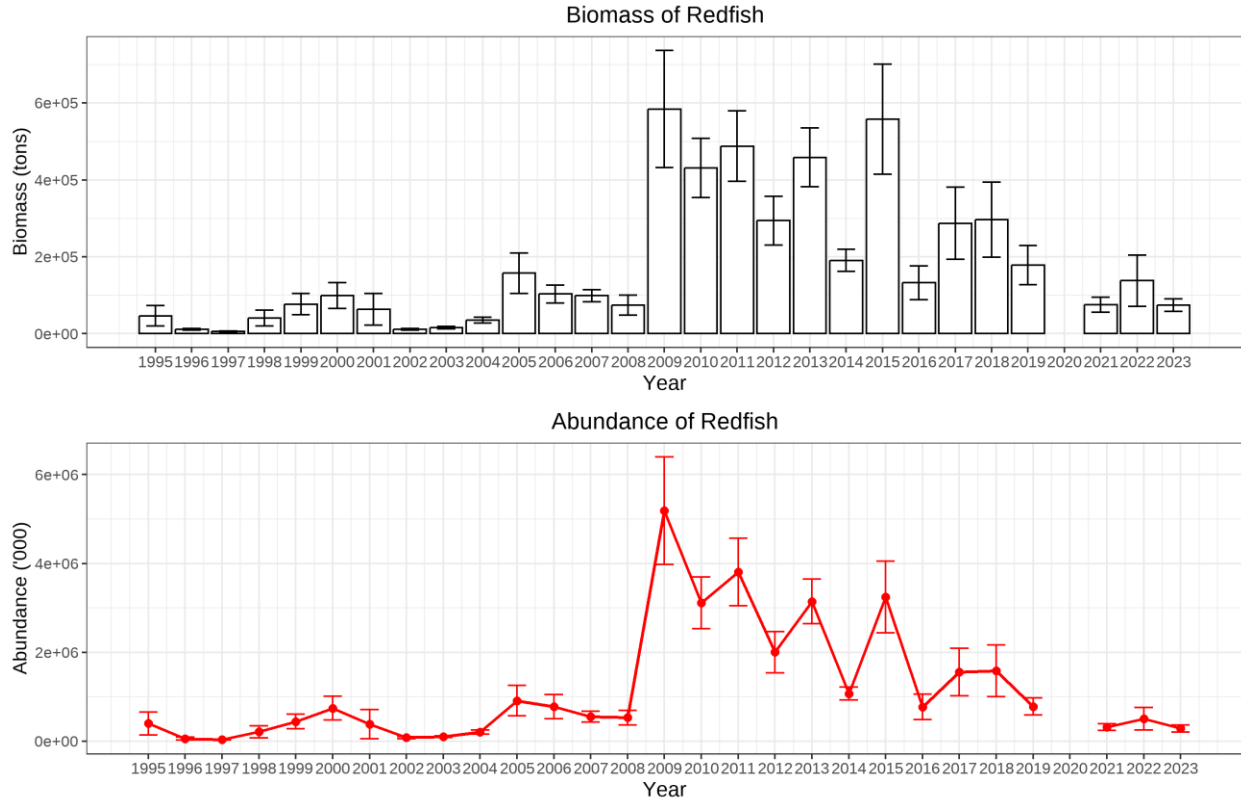 Biomass of Redfish
Biomass (tons)
6e+05
4e+05
2e+05
0e+00
1995 1996 1997 1998 1999 2000 2001 2002 2003 2004 2005 2006 2007 2008 2009 2010 2011 2012 2013 2014 2015 2016 2017 2018 2019 2020 2021 2022 2023
Year
Abundance of Redfish
Abundance ('000)
6e+06
4e+06
2e+06
0e+00
1995 1996 1997 1998 1999 2000 2001 2002 2003 2004 2005 2006 2007 2008 2009 2010 2011 2012 2013 2014 2015 2016 2017 2018 2019 2020 2021 2022 2023
Year